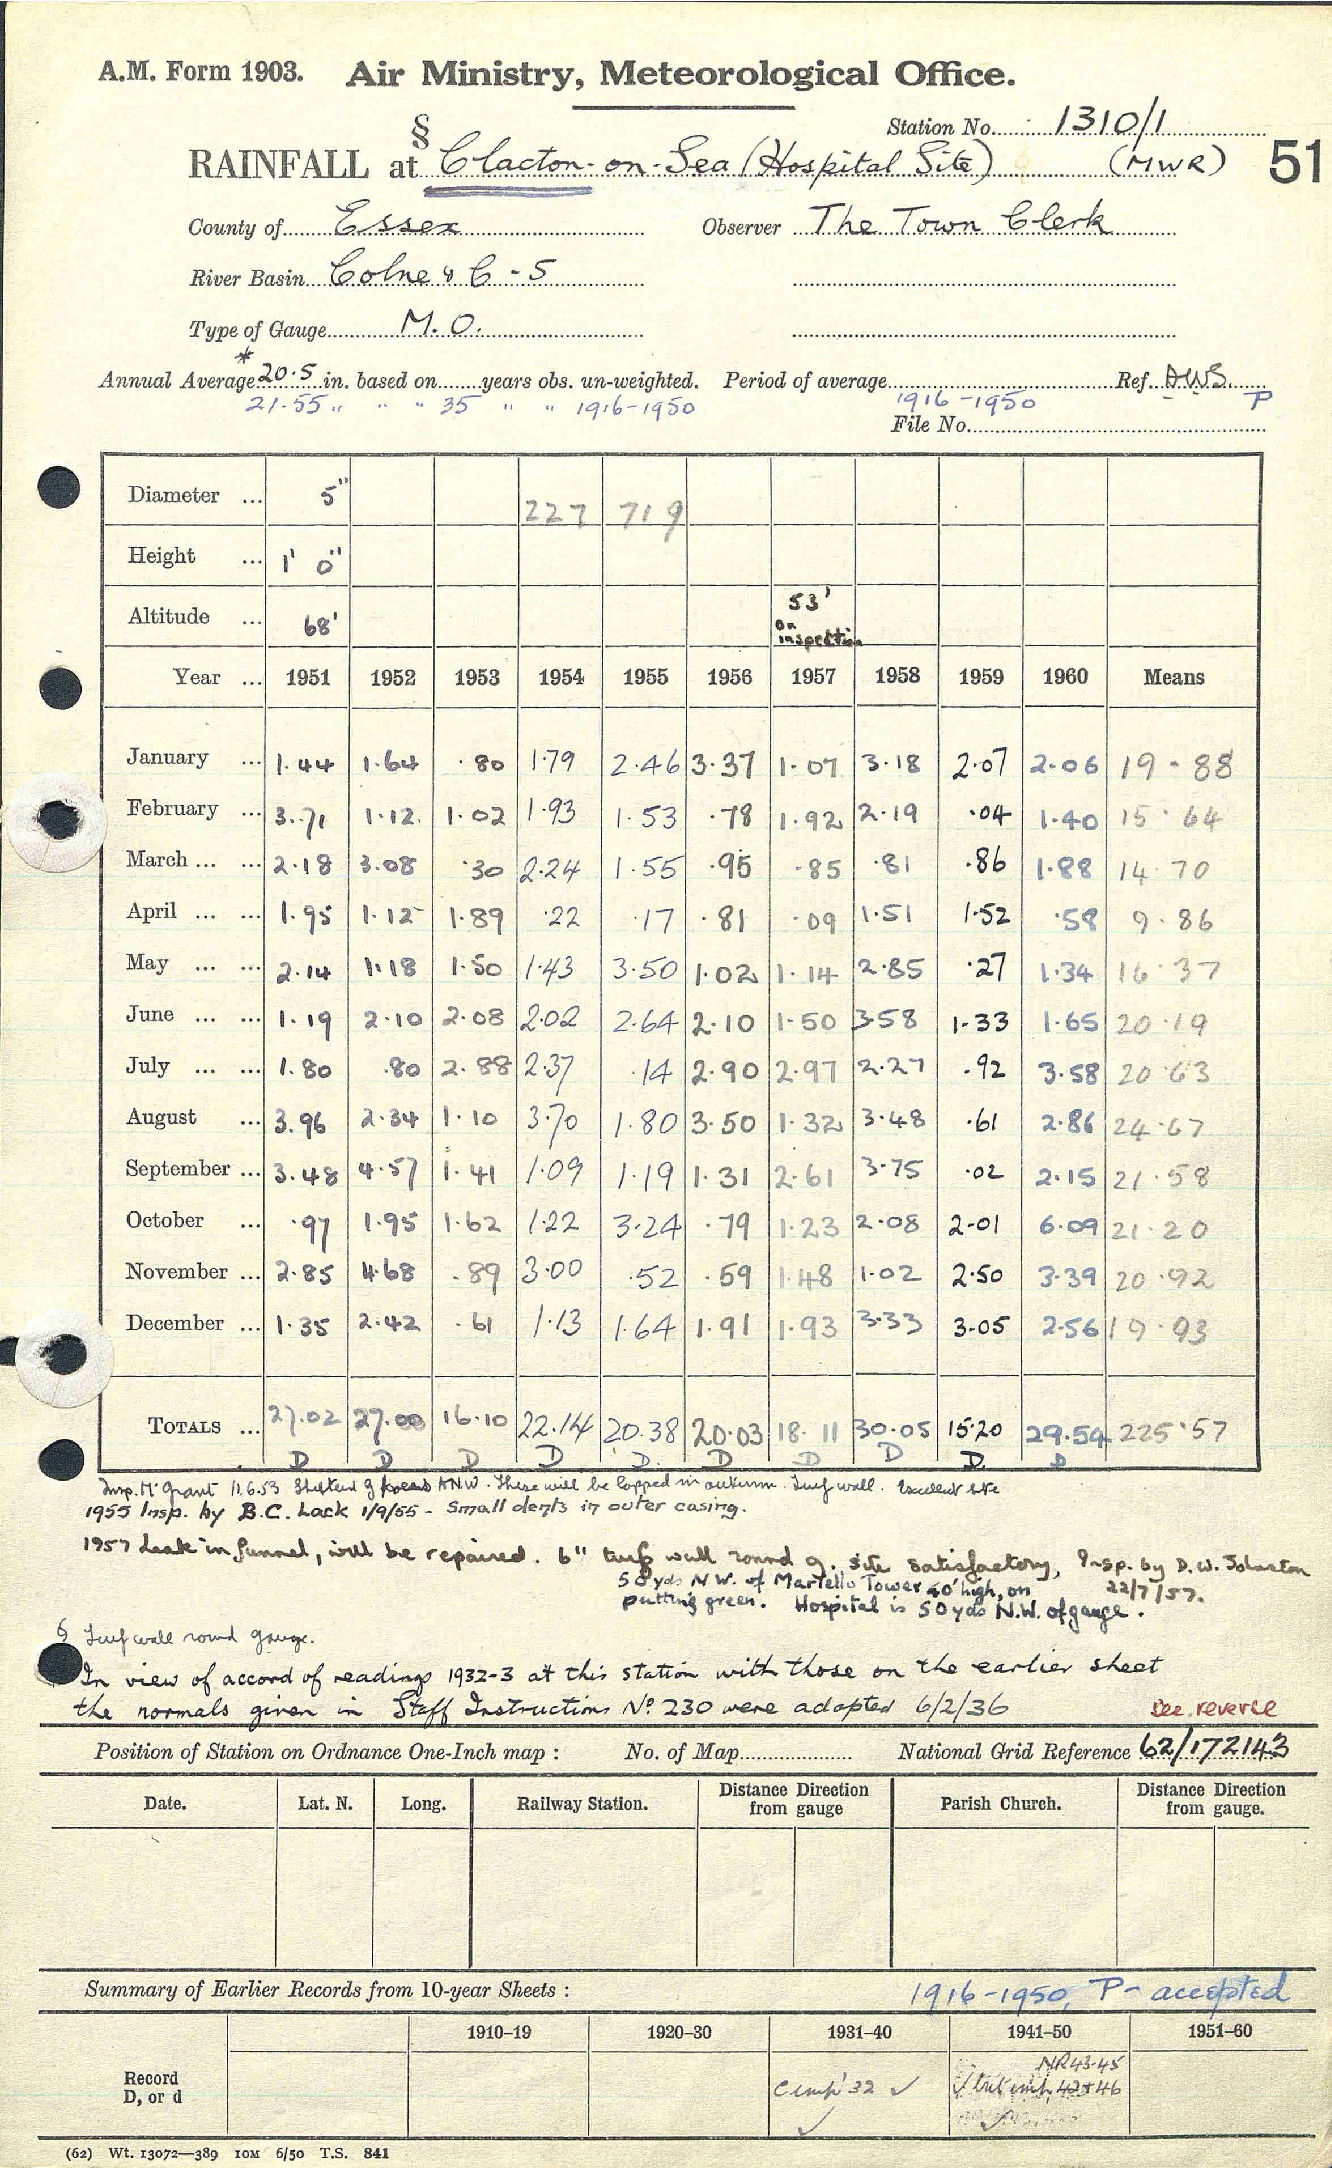 A.M. Form 1903. Air Ministry, Meteorological Office.
Station No. 1310/1
§
RAINFALL at Clacton-on-Sea (Hospital Site) (MWR) 51
County of Essex Observer The Town Clerk
River Basin Colne & C - 5
Type of Gauge M.O.
*
Annual Average 20.5 in. based on years obs. un-weighted. Period of average Ref. AWS.
21.55 " " " 35 " " 1916-1950 1916-1950 P
File No.
Diameter ... 5" 227 719
Height ... 1' 0"
Altitude ... 68' 53' on inspection
Year ... 1951 1952 1953 1954 1955 1956 1957 1958 1959 1960 Means
January ... 1.44 1.64 .80 1.79 2.46 3.37 1.07 3.18 2.07 2.06 19.88
February ... 3.71 1.12 1.02 1.93 1.53 .78 1.92 2.19 .04 1.40 15.64
March ... ... 2.18 3.08 .30 2.24 1.55 .95 .85 .81 .86 1.88 14.70
April ... ... 1.95 1.12 1.89 .22 .17 .81 .09 1.51 1.52 .58 9.86
May ... ... 2.14 1.18 1.50 1.43 3.50 1.02 1.14 2.85 .27 1.34 16.37
June ... ... 1.19 2.10 2.08 2.02 2.64 2.10 1.50 3.58 1.33 1.65 20.19
July ... ... 1.80 .80 2.88 2.37 .14 2.90 2.97 2.27 .92 3.58 20.63
August ... 3.96 2.34 1.10 3.70 1.80 3.50 1.32 3.48 .61 2.86 24.67
September ... 3.48 4.57 1.41 1.09 1.19 1.31 2.61 3.75 .02 2.15 21.58
October ... .97 1.95 1.62 1.22 3.24 .79 1.23 2.08 2.01 6.09 21.20
November ... 2.85 4.68 .89 3.00 .52 .59 1.48 1.02 2.50 3.39 20.92
December ... 1.35 2.42 .61 1.13 1.64 1.91 1.93 3.33 3.05 2.56 19.93
TOTALS ... 27.02 27.00 16.10 22.14 20.38 20.03 18.11 30.05 15.20 29.54 225.57
D D D D D. D D D D. D
Insp. Mr Grant 11.6.53 NW. These will be lopped in autumn. Turf wall. Excellent site
1955 Insp. by B.C. Lack 1/9/55 - Small dents in outer casing.
1957 Leak in funnel, will be repaired. 6" turf wall round g. site satisfactory, Insp. by D.W. Johnston
50 yds N.W. of Martello Tower 40' high, on 22/7/57.
putting green. Hospital is 50 yds N.W. of gauge.
§ Turf wall round gauge.
In view of accord of readings 1932-3 at this station with those on the earlier sheet
the normals given in Staff Instructions No. 230 were adopted 6/2/36 see reverse
Position of Station on Ordnance One-Inch map : No. of Map National Grid Reference 62/172143
Date. Lat. N. Long. Railway Station. Distance Direction from gauge Parish Church. Distance Direction from gauge.
Summary of Earlier Records from 10-year Sheets : 1916-1950, P - accepted
1910-19 1920-30 1931-40 1941-50 1951-60
Record D, or d ✓ NR 43-45
42 & 46
(62) Wt. 13072—389 10M 6/50 T.S. 841